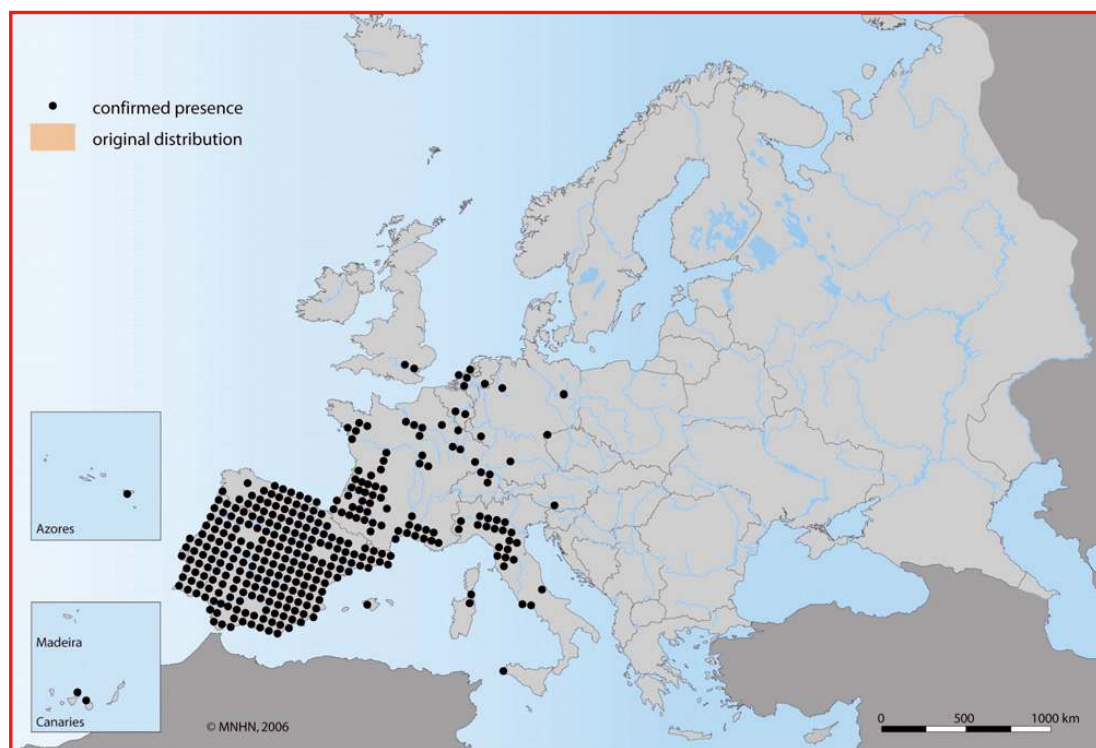 confirmed presence
original distribution
Azores
Madeira
Canaries
© MNHN, 2006
0 500 1000 km